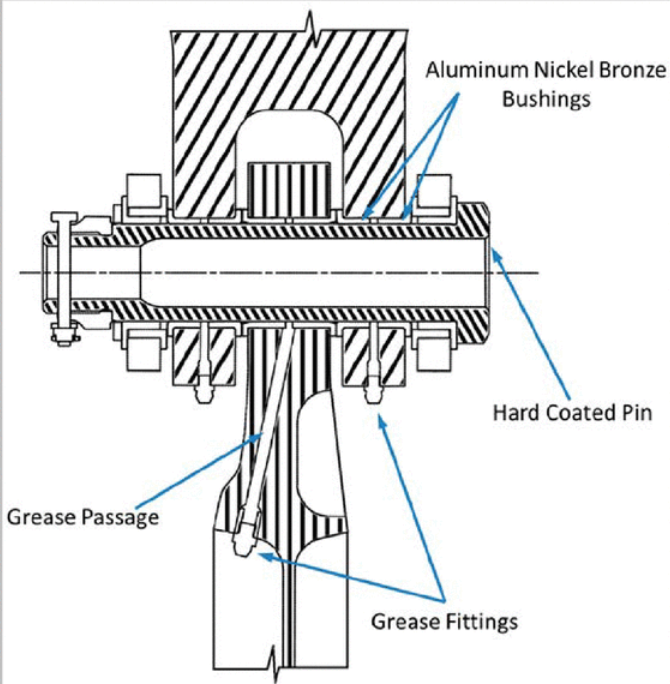 Aluminum Nickel Bronze
Bushings
Hard Coated Pin
Grease Passage
Grease Fittings